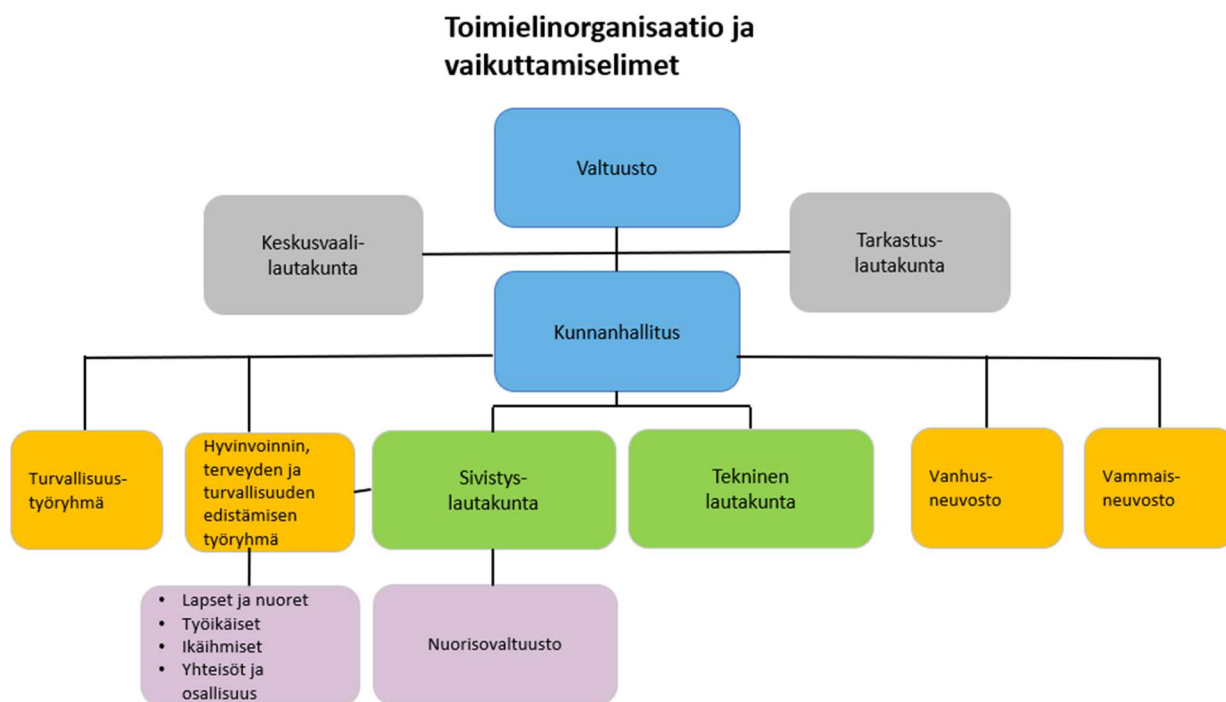 Toimielinorganisaatio ja
vaikuttamiselimet
Valtuusto
Keskusvaali-
lautakunta
Tarkastus-
lautakunta
Kunnanhallitus
Turvallisuus-
työryhmä
Hyvinvoinnin,
terveyden ja
turvallisuuden
edistämisen
työryhmä
Sivistys-
lautakunta
Tekninen
lautakunta
Vanhus-
neuvosto
Vammais-
neuvosto
• Lapset ja nuoret
• Työikäiset
• Ikäihmiset
• Yhteisöt ja
osallisuus
Nuorisovaltuusto